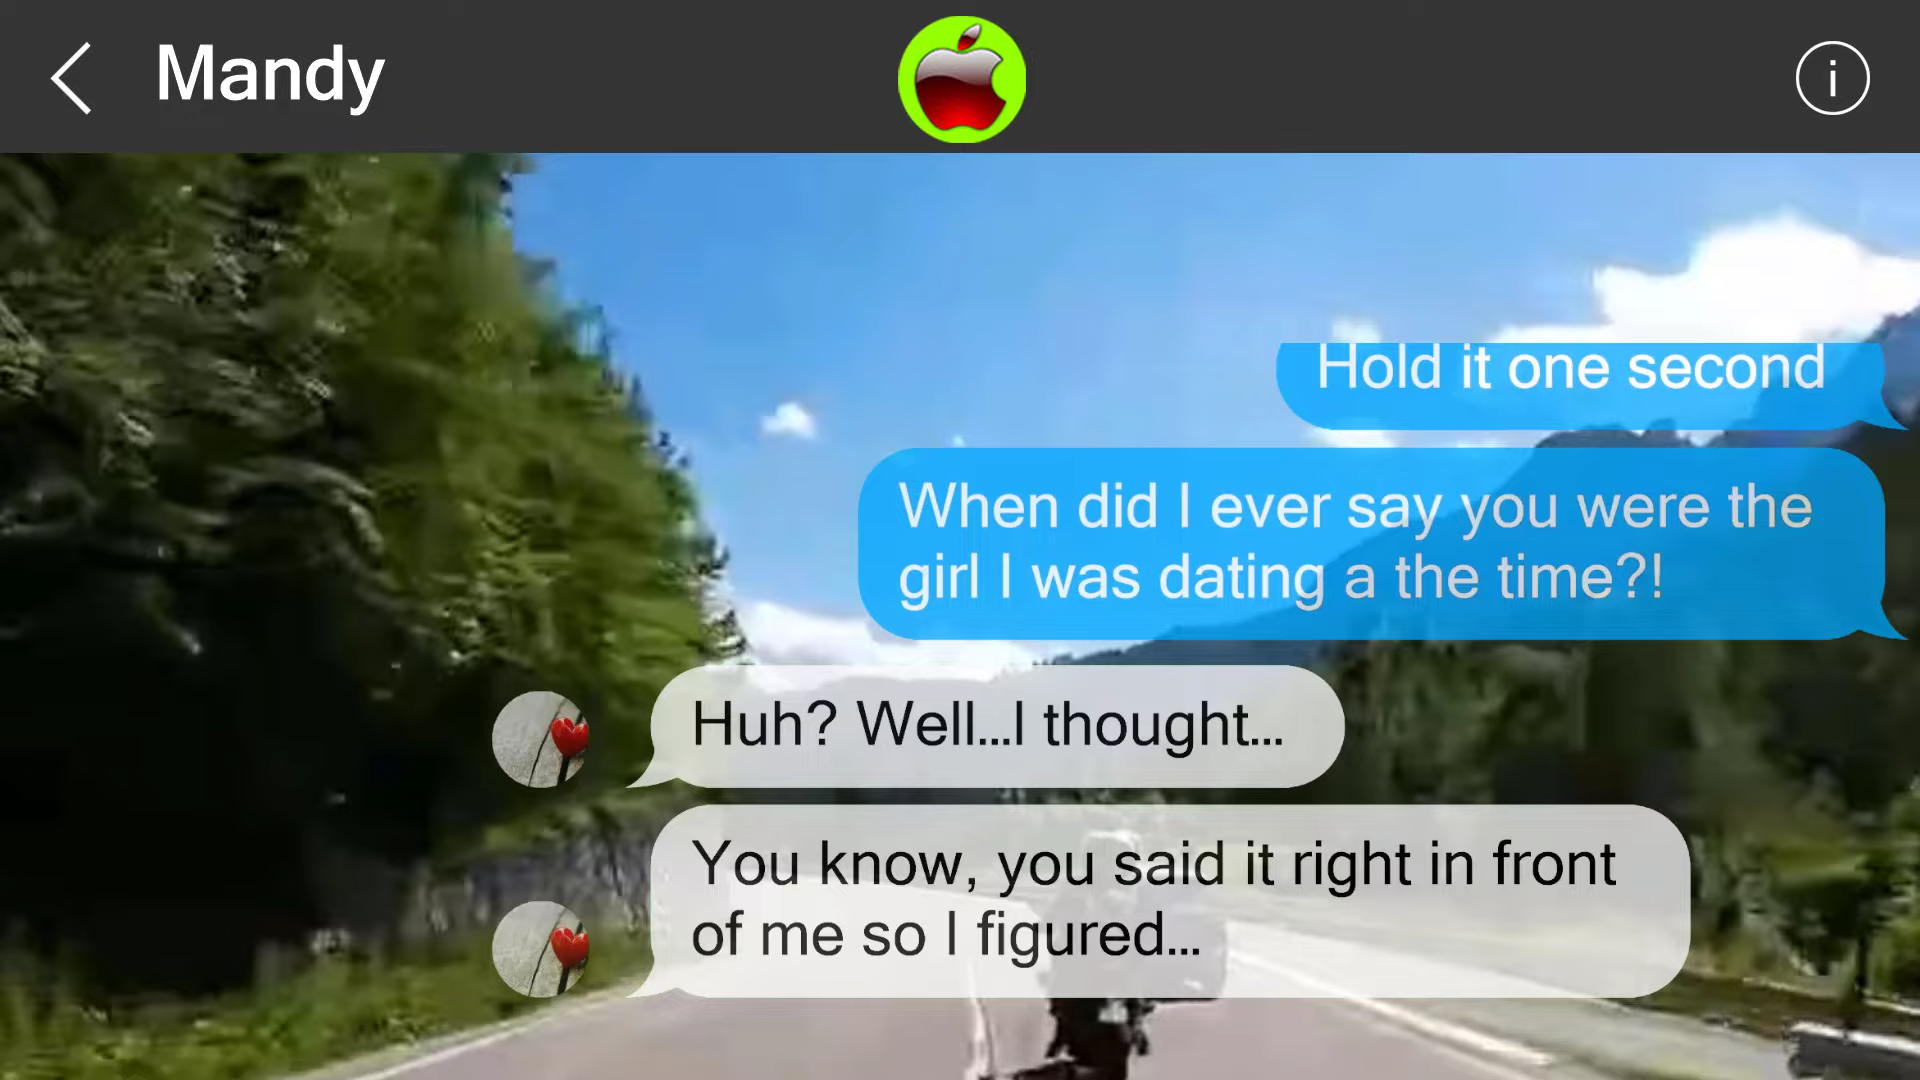 Mandy
Hold it one second
When did I ever say you were the
girl I was dating a the time?!
Huh? Well...I thought...
You know, you said it right in front
of me so I figured...